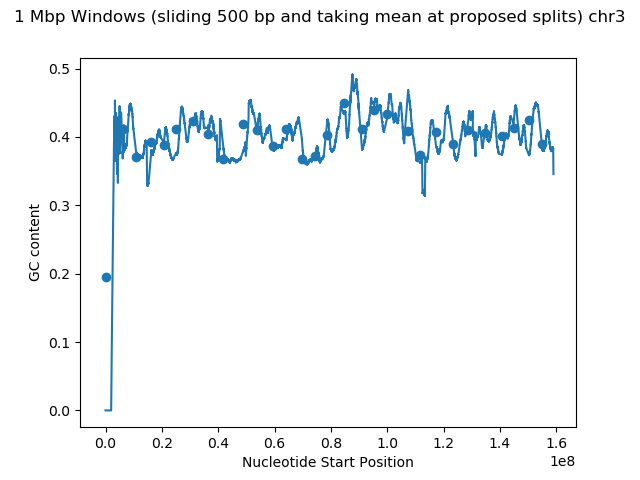 1 Mbp Windows (sliding 500 bp and taking mean at proposed splits) chr3
0.5
0.4
0.3
0.2
0.1
0.0
GC content
0.0 0.2 0.4 0.6 0.8 1.0 1.2 1.4 1.6
1e8
Nucleotide Start Position